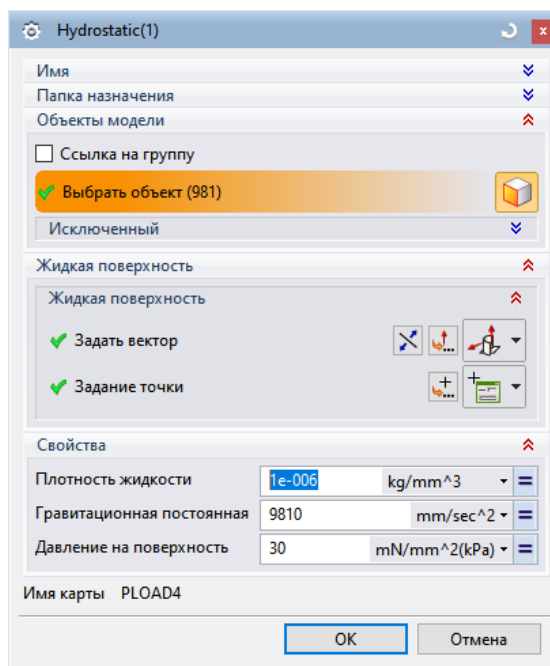 Hydrostatic(1)
Имя
Папка назначения
Объекты модели
Ссылка на группу
Выбрать объект (981)
Исключенный
Жидкая поверхность
Жидкая поверхность
Задать вектор
Задание точки
Свойства
Плотность жидкости 1e-006 kg/mm^3
Гравитационная постоянная 9810 mm/sec^2
Давление на поверхность 30 mN/mm^2(kPa)
Имя карты PLOAD4
ОК Отмена